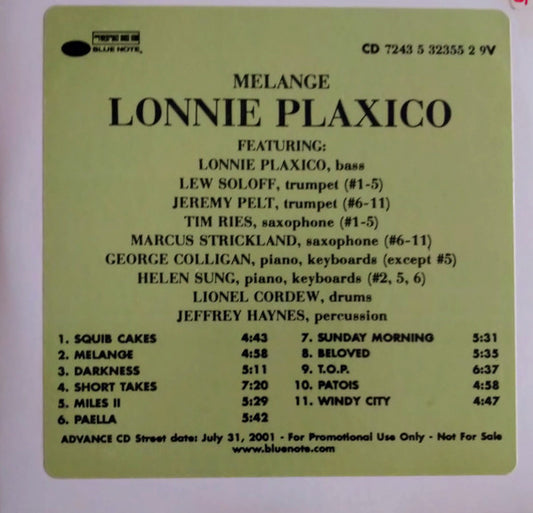 BLUE NOTE
CD 7243 5 32355 2 9V
MELANGE
LONNIE PLAXICO
FEATURING:
LONNIE PLAXICO, bass
LEW SOLOFF, trumpet (#1-5)
JEREMY PELT, trumpet (#6-11)
TIM RIES, saxophone (#1-5)
MARCUS STRICKLAND, saxophone (#6-11)
GEORGE COLLIGAN, piano, keyboards (except #5)
HELEN SUNG, piano, keyboards (#2, 5, 6)
LIONEL CORDEW, drums
JEFFREY HAYNES, percussion
1. SQUIB CAKES 4:43
2. MELANGE 4:58
3. DARKNESS 5:11
4. SHORT TAKES 7:20
5. MILES II 5:29
6. PAELLA 5:42
7. SUNDAY MORNING 5:31
8. BELOVED 5:35
9. T.O.P. 6:37
10. PATOIS 4:58
11. WINDY CITY 4:47
ADVANCE CD Street date: July 31, 2001 - For Promotional Use Only - Not For Sale
www.bluenote.com